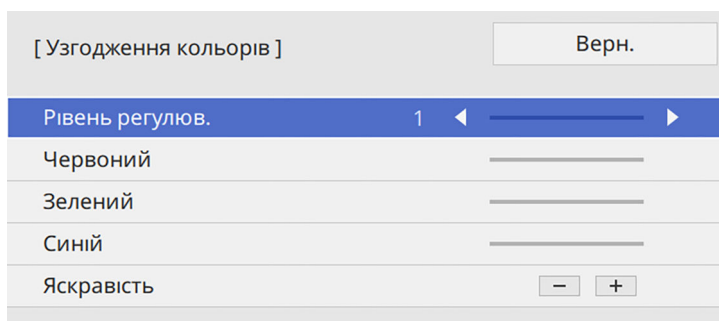 [ Узгодження кольорів ]
Верн.
Рівень регулюв. 1
Червоний
Зелений
Синій
Яскравість − +